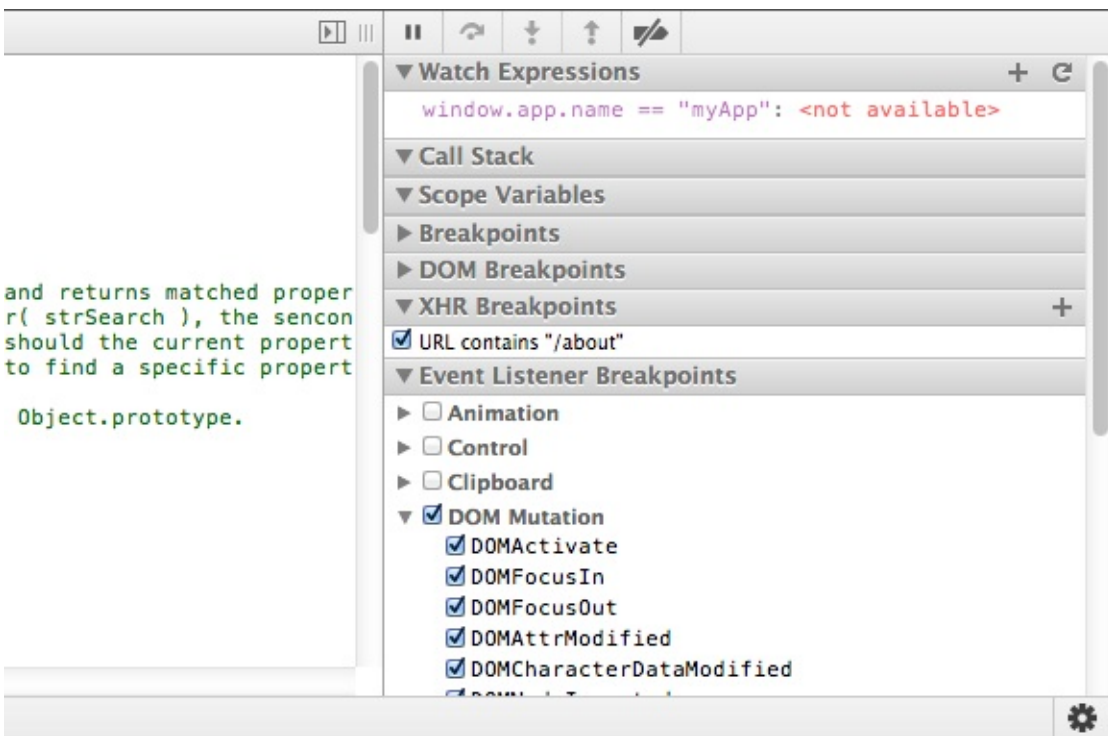 Watch Expressions
window.app.name == "myApp": <not available>
Call Stack
Scope Variables
Breakpoints
DOM Breakpoints
XHR Breakpoints
URL contains "/about"
Event Listener Breakpoints
Animation
Control
Clipboard
DOM Mutation
DOMActivate
DOMFocusIn
DOMFocusOut
DOMAttrModified
DOMCharacterDataModified
and returns matched proper
r( strSearch ), the sencon
should the current propert
to find a specific propert
Object.prototype.